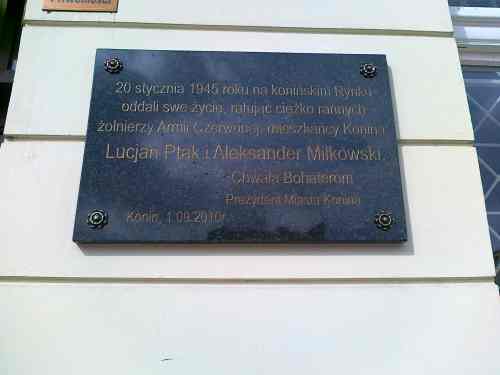 20 stycznia 1945 roku na konińskim Rynku
oddali swe życie, ratując ciężko rannych
żołnierzy Armii Czerwonej, mieszkańcy Konina
Lucjan Ptak i Aleksander Miłkowski.
Chwała Bohaterom
Prezydent Miasta Konina
Konin, 1.09.2010r.